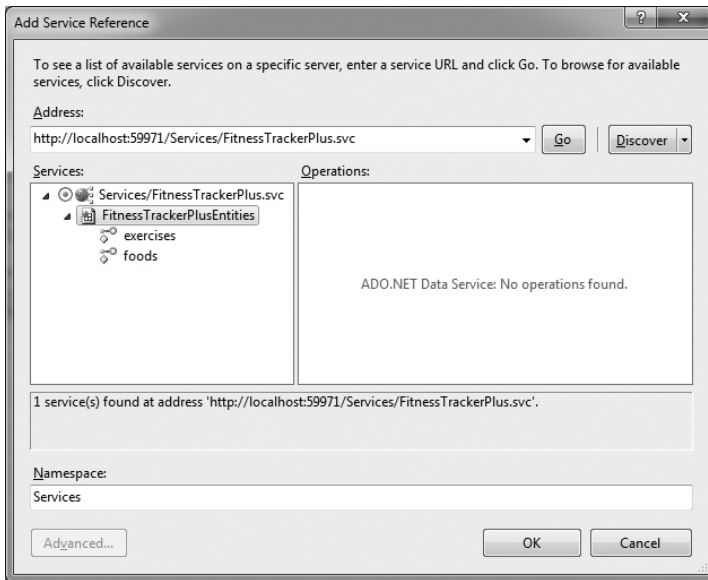 Add Service Reference
To see a list of available services on a specific server, enter a service URL and click Go. To browse for available
services, click Discover.
Address:
http://localhost:59971/Services/FitnessTrackerPlus.svc
Go
Discover
Services:
Operations:
Services/FitnessTrackerPlus.svc
FitnessTrackerPlusEntities
exercises
foods
ADO.NET Data Service: No operations found.
1 service(s) found at address 'http://localhost:59971/Services/FitnessTrackerPlus.svc'.
Namespace:
Services
Advanced...
OK
Cancel